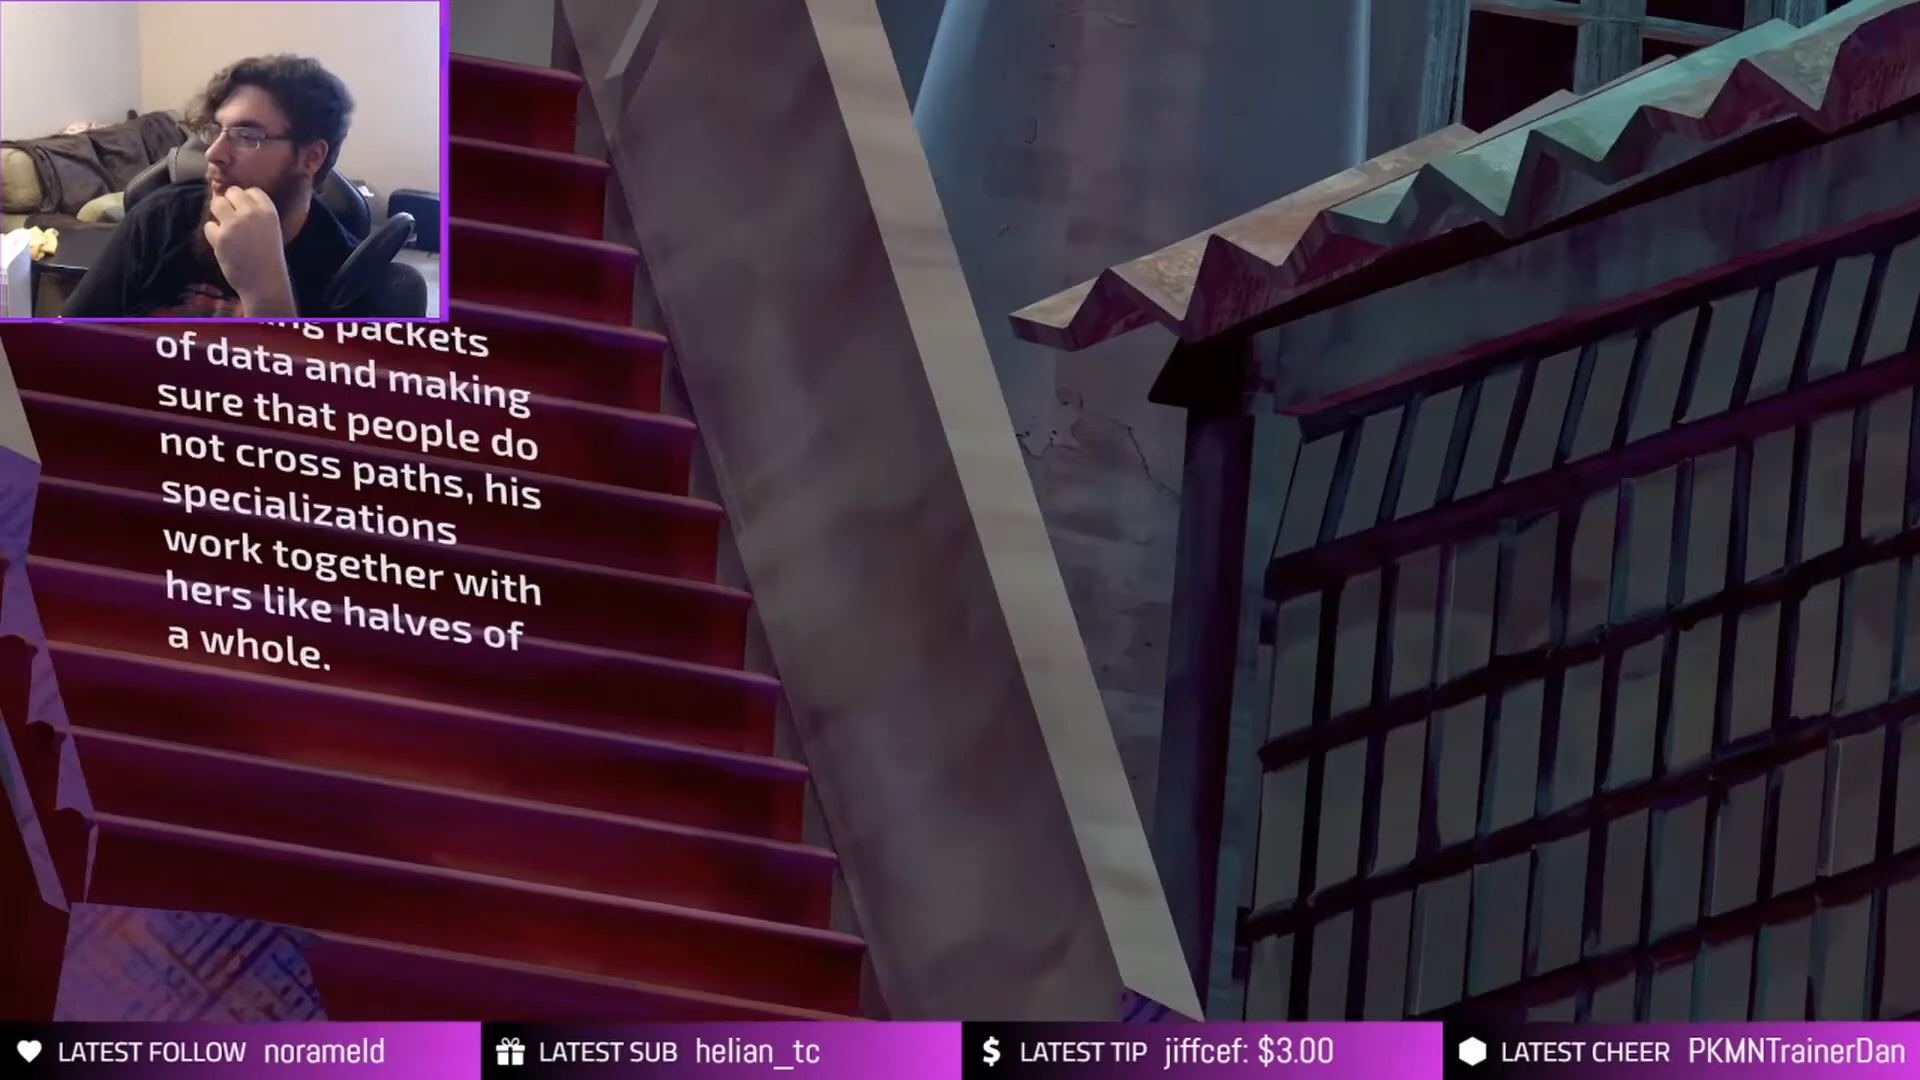 packets
of data and making
sure that people do
not cross paths, his
specializations
work together with
hers like halves of
a whole.
LATEST FOLLOW norameld
LATEST SUB helian_tc
$ LATEST TIP jiffcef: $3.00
LATEST CHEER PKMNTrainerDan